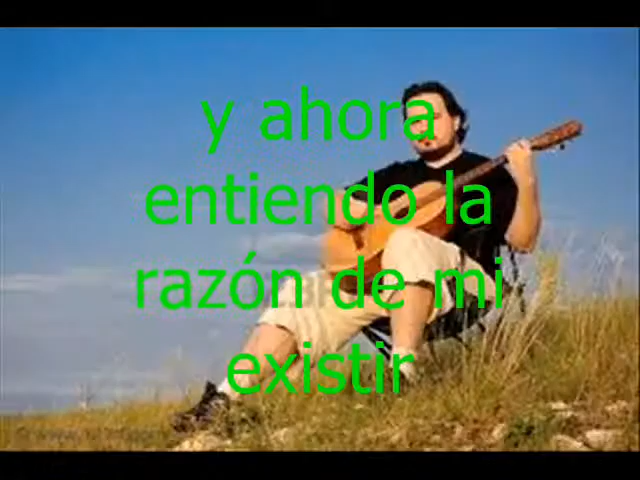 y ahora
entiendo la
razón de mi
existir